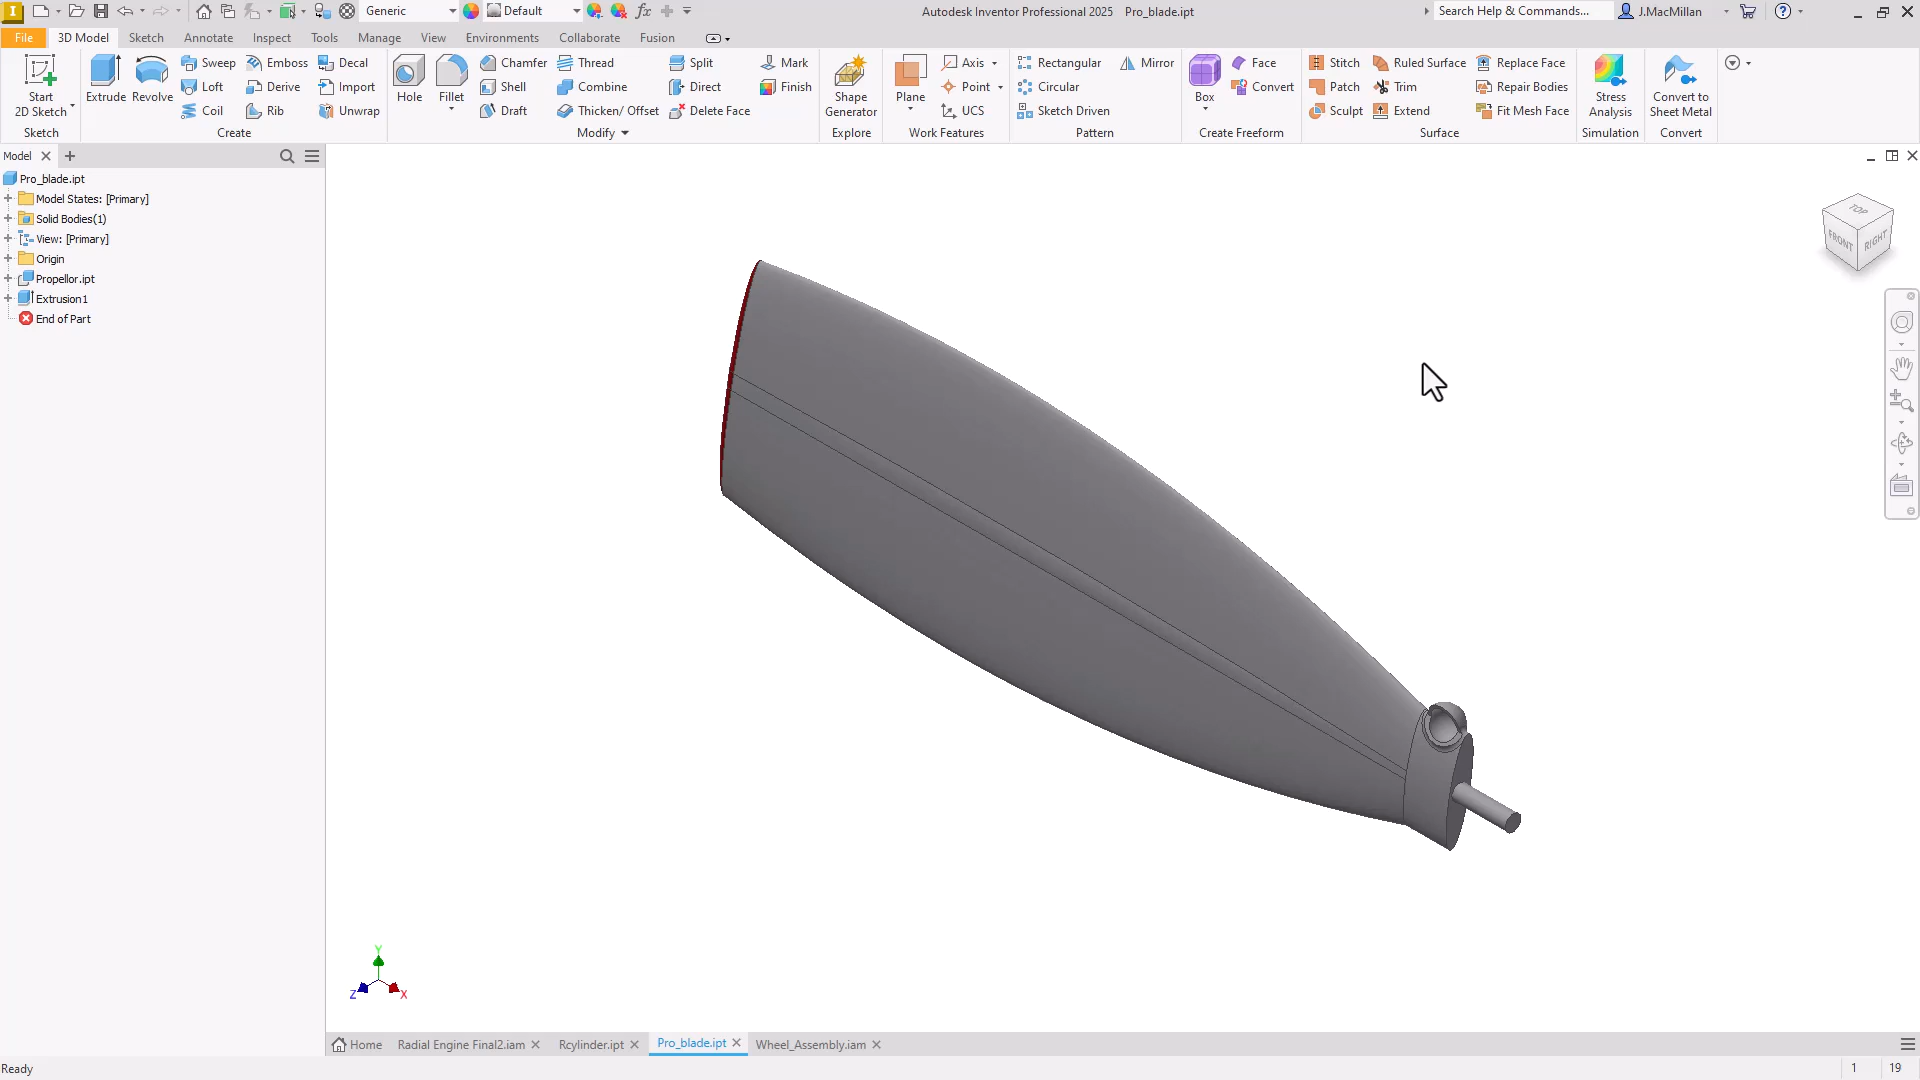 Generic
Default
Autodesk Inventor Professional 2025 Pro_blade.ipt
Search Help & Commands...
J.MacMillan
File 3D Model Sketch Annotate Inspect Tools Manage View Environments Collaborate Fusion
Start
2D Sketch
Sketch
Extrude Revolve
Sweep Emboss Decal
Loft Derive Import
Coil Rib Unwrap
Create
Hole Fillet
Chamfer Thread Split Mark
Shell Combine Direct Finish
Draft Thicken/ Offset Delete Face
Modify
Shape
Generator
Explore
Plane
Axis
Point
UCS
Work Features
Rectangular Mirror
Circular
Sketch Driven
Pattern
Box
Face
Convert
Create Freeform
Stitch Ruled Surface Replace Face
Patch Trim Repair Bodies
Sculpt Extend Fit Mesh Face
Surface
Stress
Analysis
Simulation
Convert to
Sheet Metal
Convert
Model
Pro_blade.ipt
Model States: [Primary]
Solid Bodies(1)
View: [Primary]
Origin
Propellor.ipt
Extrusion1
End of Part
TOP
FRONT
RIGHT
Y
Z
X
Home Radial Engine Final2.iam Rcylinder.ipt Pro_blade.ipt Wheel_Assembly.iam
Ready
1 19